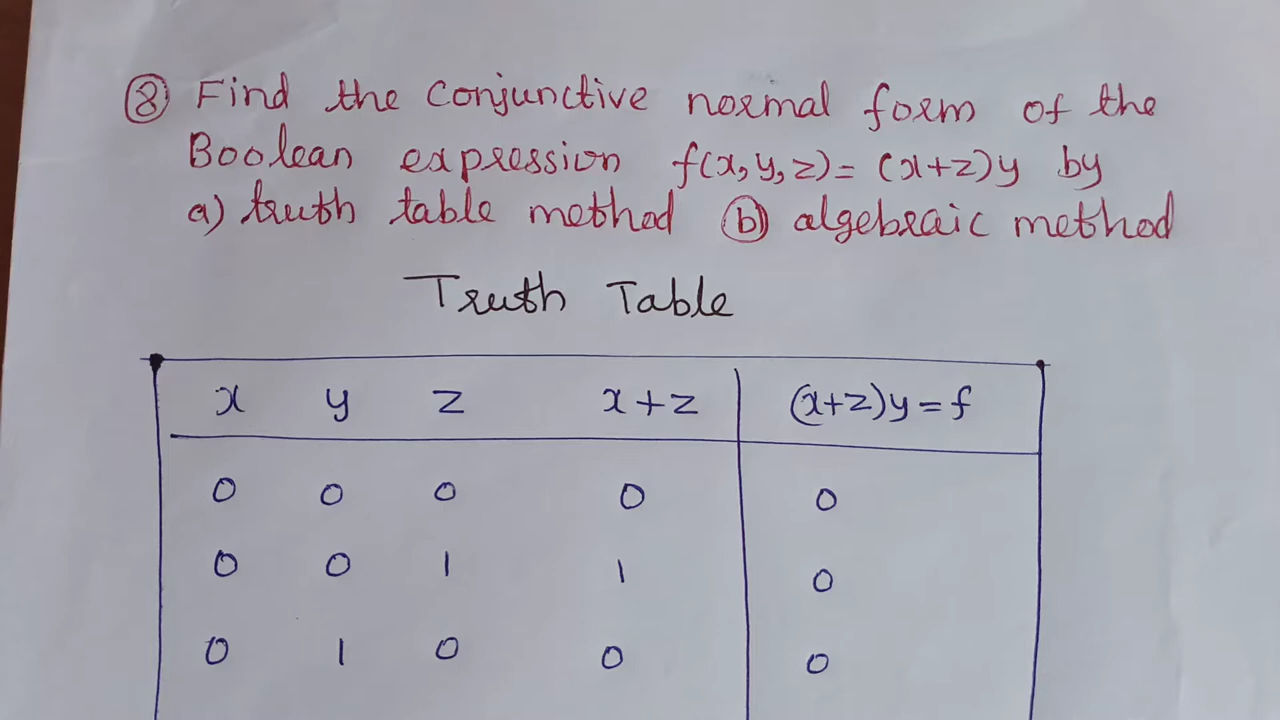 ⑧ Find the Conjunctive normal form of the
Boolean expression f(x,y,z)= (x+z)y by
a) truth table method ⓑ algebraic method
Truth Table
x y z x+z (x+z)y=f
0 0 0 0 0
0 0 1 1 0
0 1 0 0 0